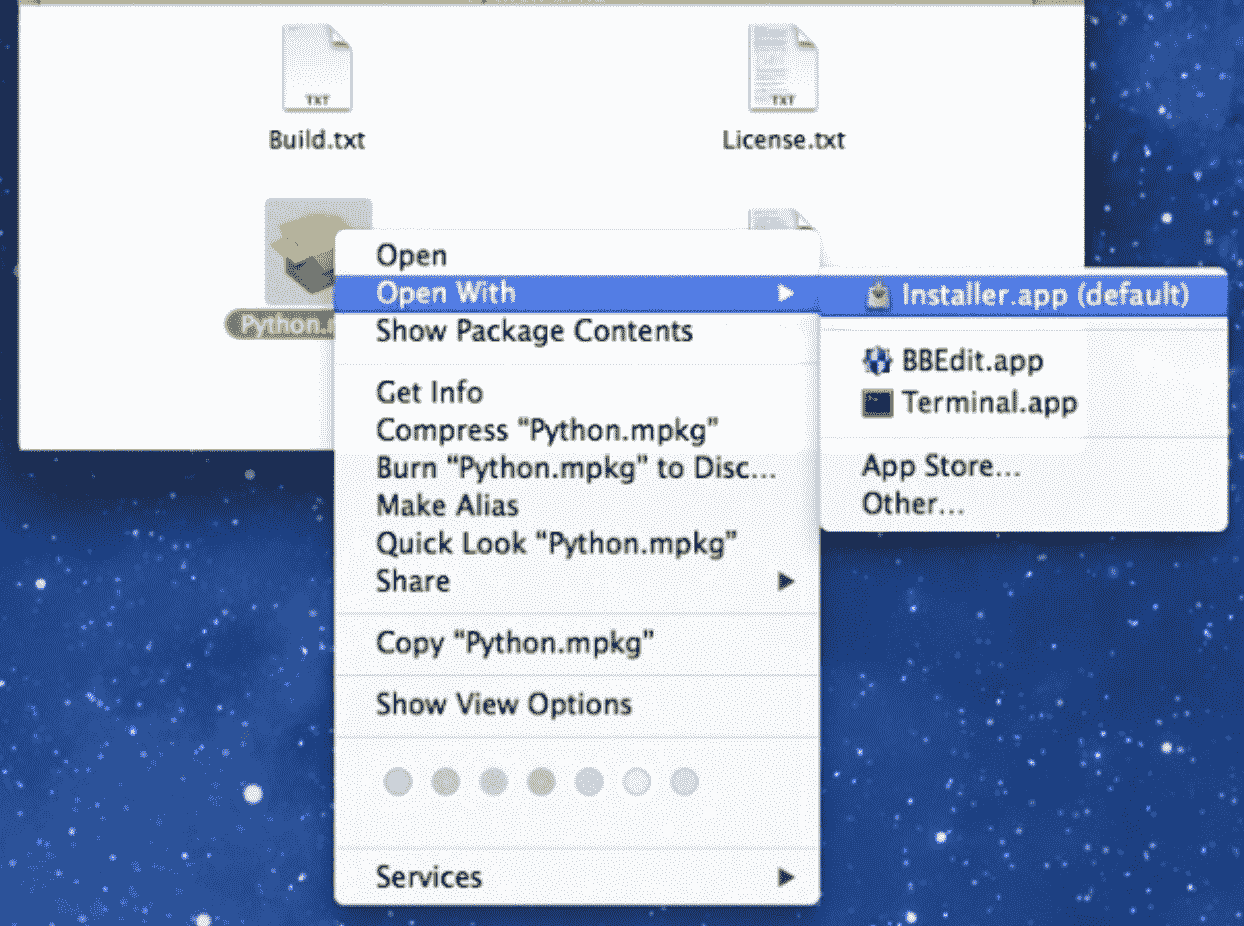 TXT
TXT
Build.txt
License.txt
Python.
Open
Open With
Show Package Contents
Get Info
Compress “Python.mpkg”
Burn “Python.mpkg” to Disc...
Make Alias
Quick Look “Python.mpkg”
Share
Copy “Python.mpkg”
Show View Options
Services
Installer.app (default)
BBEdit.app
Terminal.app
App Store...
Other...